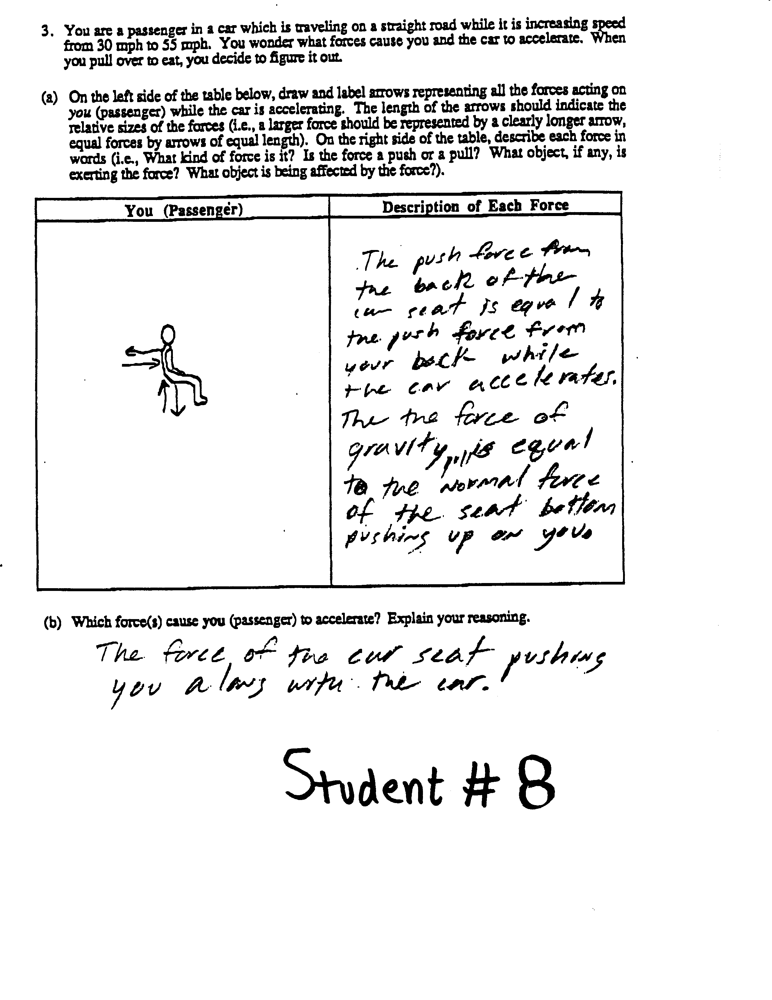 3. You are a passenger in a car which is traveling on a straight road while it is increasing speed
from 30 mph to 55 mph. You wonder what forces cause you and the car to accelerate. When
you pull over to eat, you decide to figure it out.
(a) On the left side of the table below, draw and label arrows representing all the forces acting on
you (passenger) while the car is accelerating. The length of the arrows should indicate the
relative sizes of the forces (i.e., a larger force should be represented by a clearly longer arrow,
equal forces by arrows of equal length). On the right side of the table, describe each force in
words (i.e., What kind of force is it? Is the force a push or a pull? What object, if any, is
exerting the force? What object is being affected by the force?).
You (Passenger)
Description of Each Force
The push force from
the back of the
car seat is equal to
the push force from
your back while
the car accelerates.
The the force of
gravity pull is equal
to the normal force
of the seat bottom
pushing up on you.
(b) Which force(s) cause you (passenger) to accelerate? Explain your reasoning.
The force of the car seat pushing
you along with the car.
Student # 8